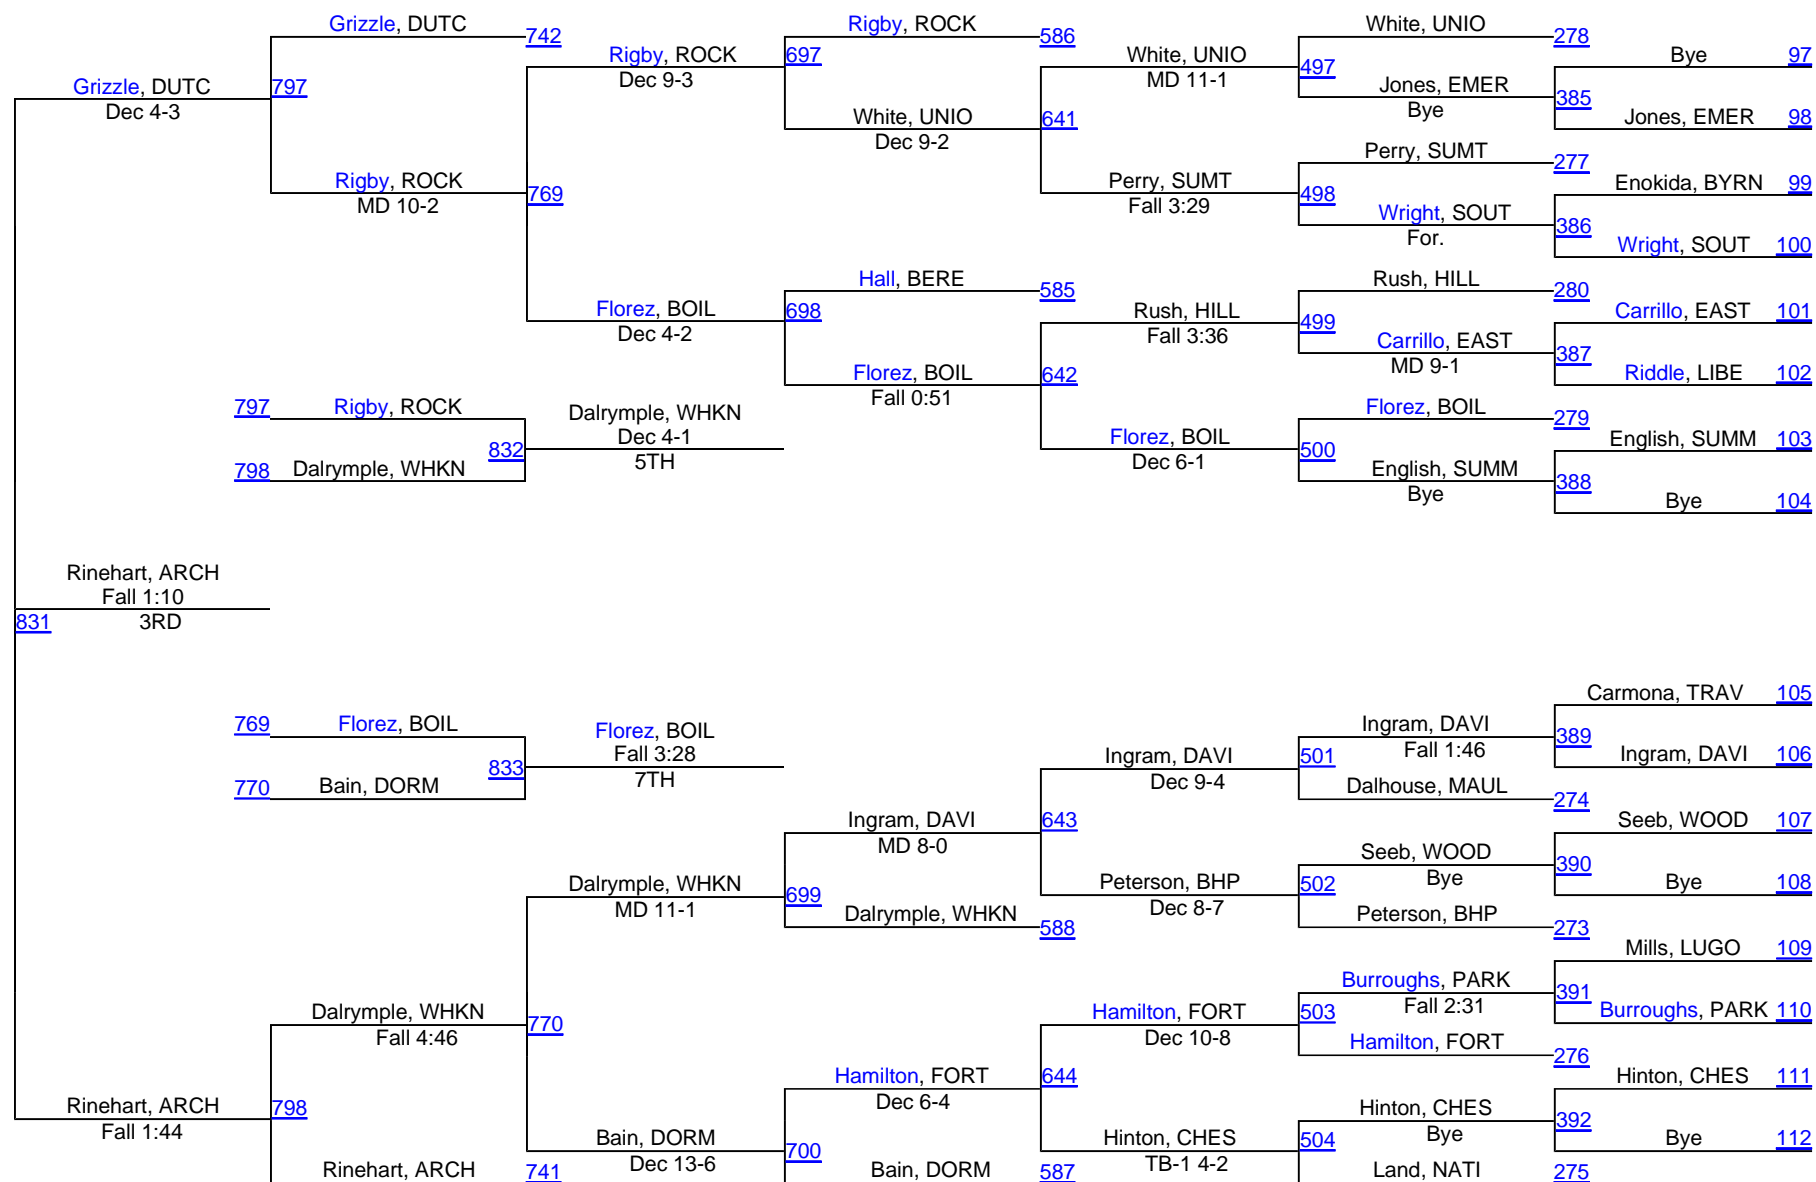 Grizzle, DUTC 742
Rigby, ROCK 586
White, UNIO 278
Rigby, ROCK 697
Dec 9-3
White, UNIO 497
MD 11-1
Bye 97
Grizzle, DUTC 797
Dec 4-3
Jones, EMER 385
Bye
White, UNIO 641
Dec 9-2
Jones, EMER 98
Perry, SUMT 277
Rigby, ROCK 769
MD 10-2
Perry, SUMT 498
Fall 3:29
Enokida, BYRN 99
Wright, SOUT 386
For.
Wright, SOUT 100
Hall, BERE 585
Rush, HILL 280
Florez, BOIL 698
Dec 4-2
Rush, HILL 499
Fall 3:36
Carrillo, EAST 101
Carrillo, EAST 387
MD 9-1
Florez, BOIL 642
Fall 0:51
Riddle, LIBE 102
797 Rigby, ROCK
Dalrymple, WHKN
Dec 4-1
832 5TH
Florez, BOIL 279
798 Dalrymple, WHKN
Florez, BOIL 500
Dec 6-1
English, SUMM 103
English, SUMM 388
Bye
Bye 104
Rinehart, ARCH
Fall 1:10
831 3RD
Carmona, TRAV 105
769 Florez, BOIL
Florez, BOIL
Fall 3:28
833 7TH
Ingram, DAVI 389
Fall 1:46
770 Bain, DORM
Ingram, DAVI 501
Dec 9-4
Ingram, DAVI 106
Dalhouse, MAUL 274
Ingram, DAVI 643
MD 8-0
Seeb, WOOD 107
Seeb, WOOD 390
Bye
Dalrymple, WHKN 699
MD 11-1
Peterson, BHP 502
Dec 8-7
Bye 108
Dalrymple, WHKN 588
Peterson, BHP 273
Mills, LUGO 109
Burroughs, PARK 391
Fall 2:31
Dalrymple, WHKN 770
Fall 4:46
Hamilton, FORT 503
Dec 10-8
Burroughs, PARK 110
Hamilton, FORT 276
Hamilton, FORT 644
Dec 6-4
Hinton, CHES 111
Rinehart, ARCH 798
Fall 1:44
Hinton, CHES 392
Bye
Bain, DORM 700
Dec 13-6
Hinton, CHES 504
TB-1 4-2
Bye 112
Rinehart, ARCH 741
Bain, DORM 587
Land, NATI 275